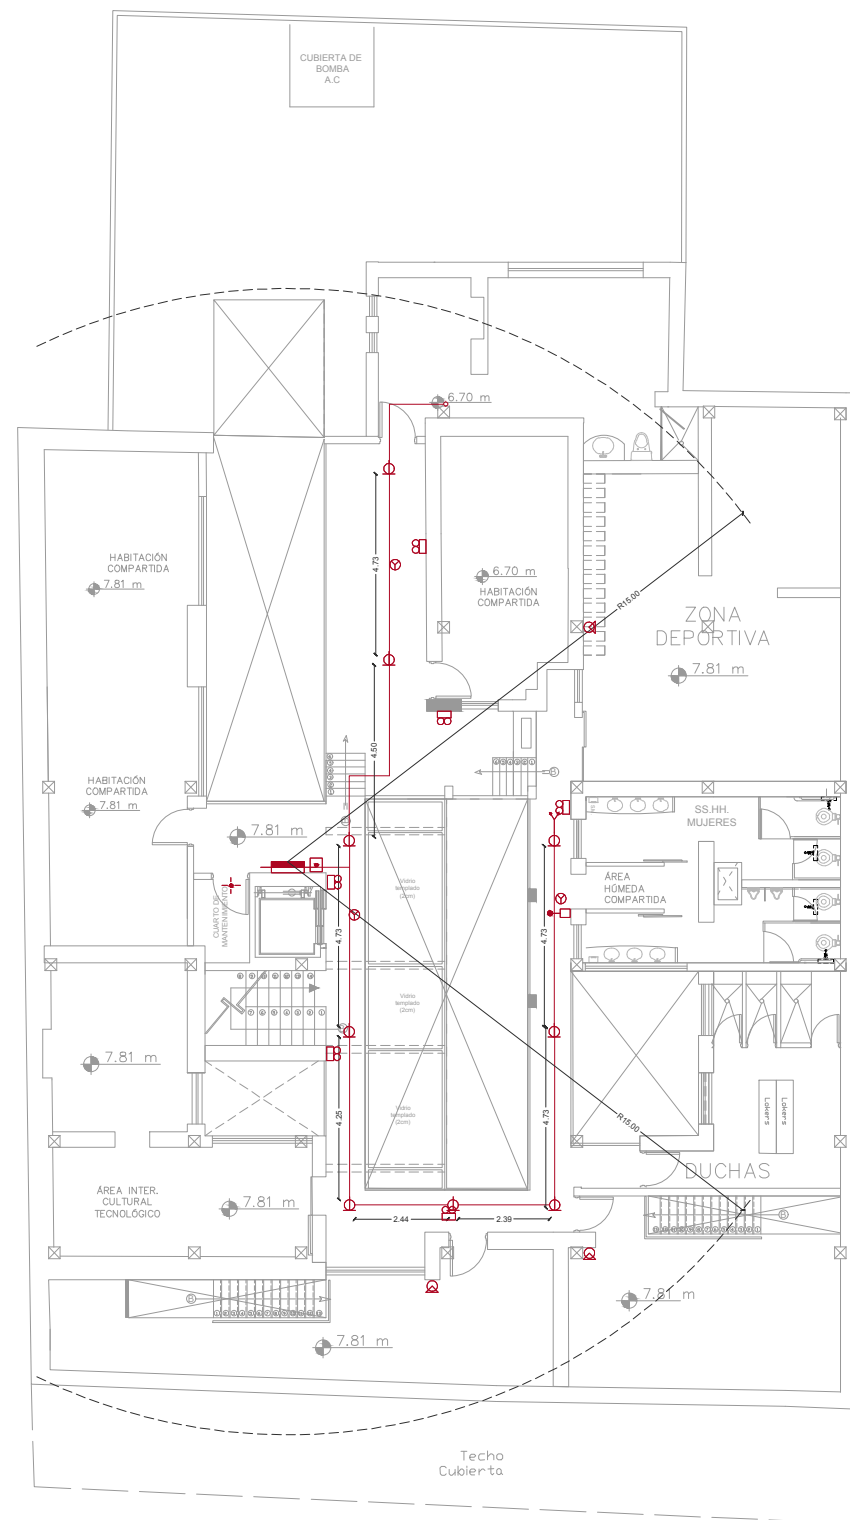 CUBIERTA DE
BOMBA
A.C
6.70 m
HABITACIÓN
COMPARTIDA
7.81 m
6.70 m
HABITACIÓN
COMPARTIDA
4.73
R15.00
ZONA
DEPORTIVA
7.81 m
4.50
HABITACIÓN
COMPARTIDA
7.81 m
7.81 m
B
SS.HH.
MUJERES
ÁREA
HÚMEDA
COMPARTIDA
CUARTO DE
MANTENIMIENTO
Vidrio
templado
(2cm)
4.73
4.73
Vidrio
templado
(2cm)
7.81 m
Vidrio
templado
(2cm)
4.25
4.73
R15.00
Lokers
Lokers
DUCHAS
ÁREA INTER.
CULTURAL
TECNOLÓGICO
7.81 m
2.44
2.39
B
7.81 m
7.81 m
Techo
Cubierta